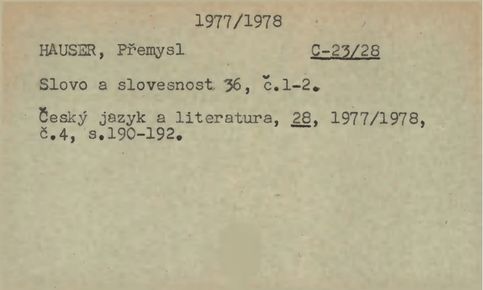 1977/1978
HAUSER, Přemysl C-23/28
Slovo a slovesnost 36, č.1-2.
Český jazyk a literatura, 28, 1977/1978,
č.4, s.190-192.